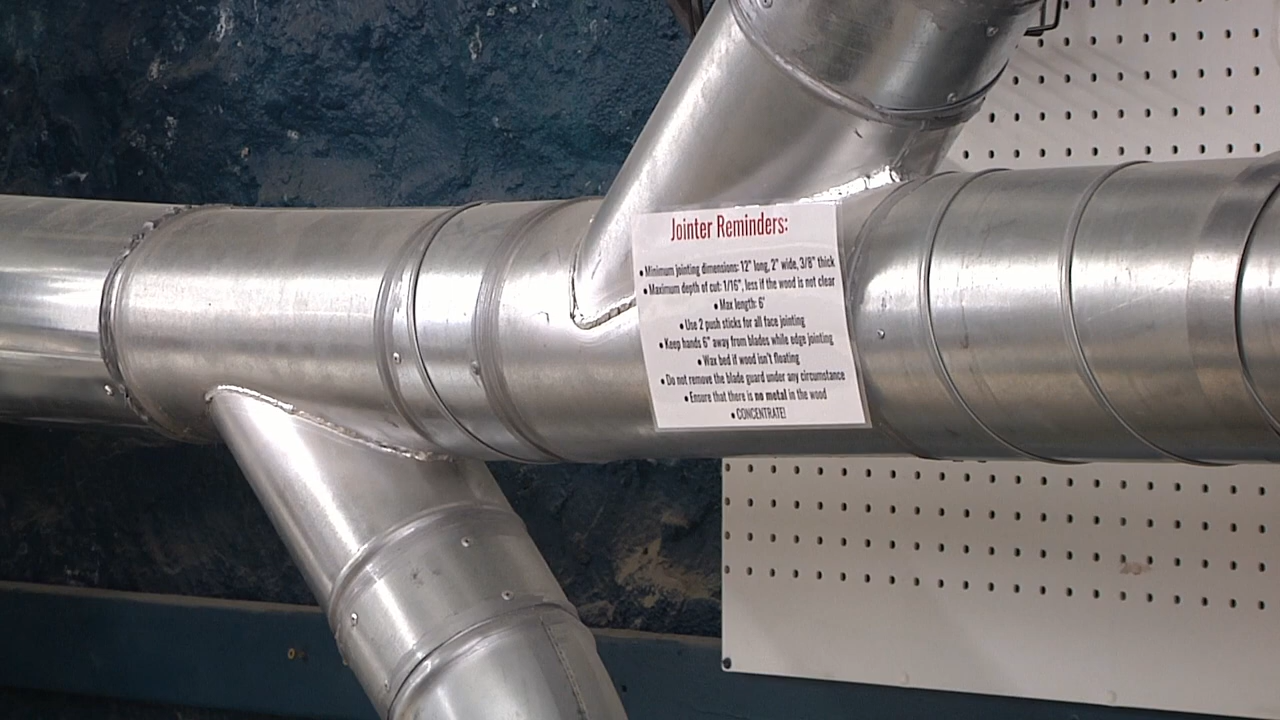 Jointer Reminders:
• Minimum jointing dimensions: 12" long, 2" wide, 3/8" thick
• Maximum depth of cut: 1/16", less if the wood is not clear
• Max length: 6'
• Use 2 push sticks for all face jointing
• Keep hands 6" away from blades while edge jointing
• Wax bed if wood isn't floating
• Do not remove the blade guard under any circumstance
• Ensure that there is no metal in the wood
• CONCENTRATE!